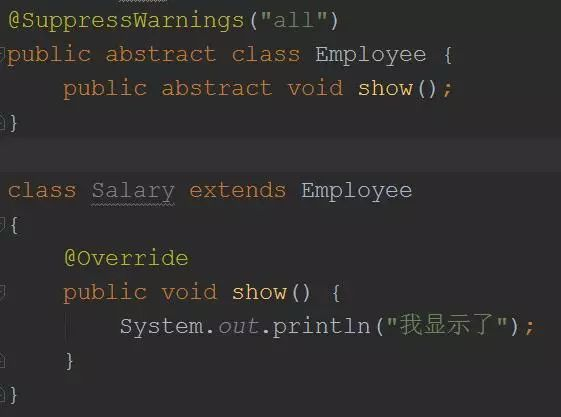 @SuppressWarnings("all")
public abstract class Employee {
    public abstract void show();
}
class Salary extends Employee
{
    @Override
    public void show() {
        System.out.println("我显示了");
    }
}